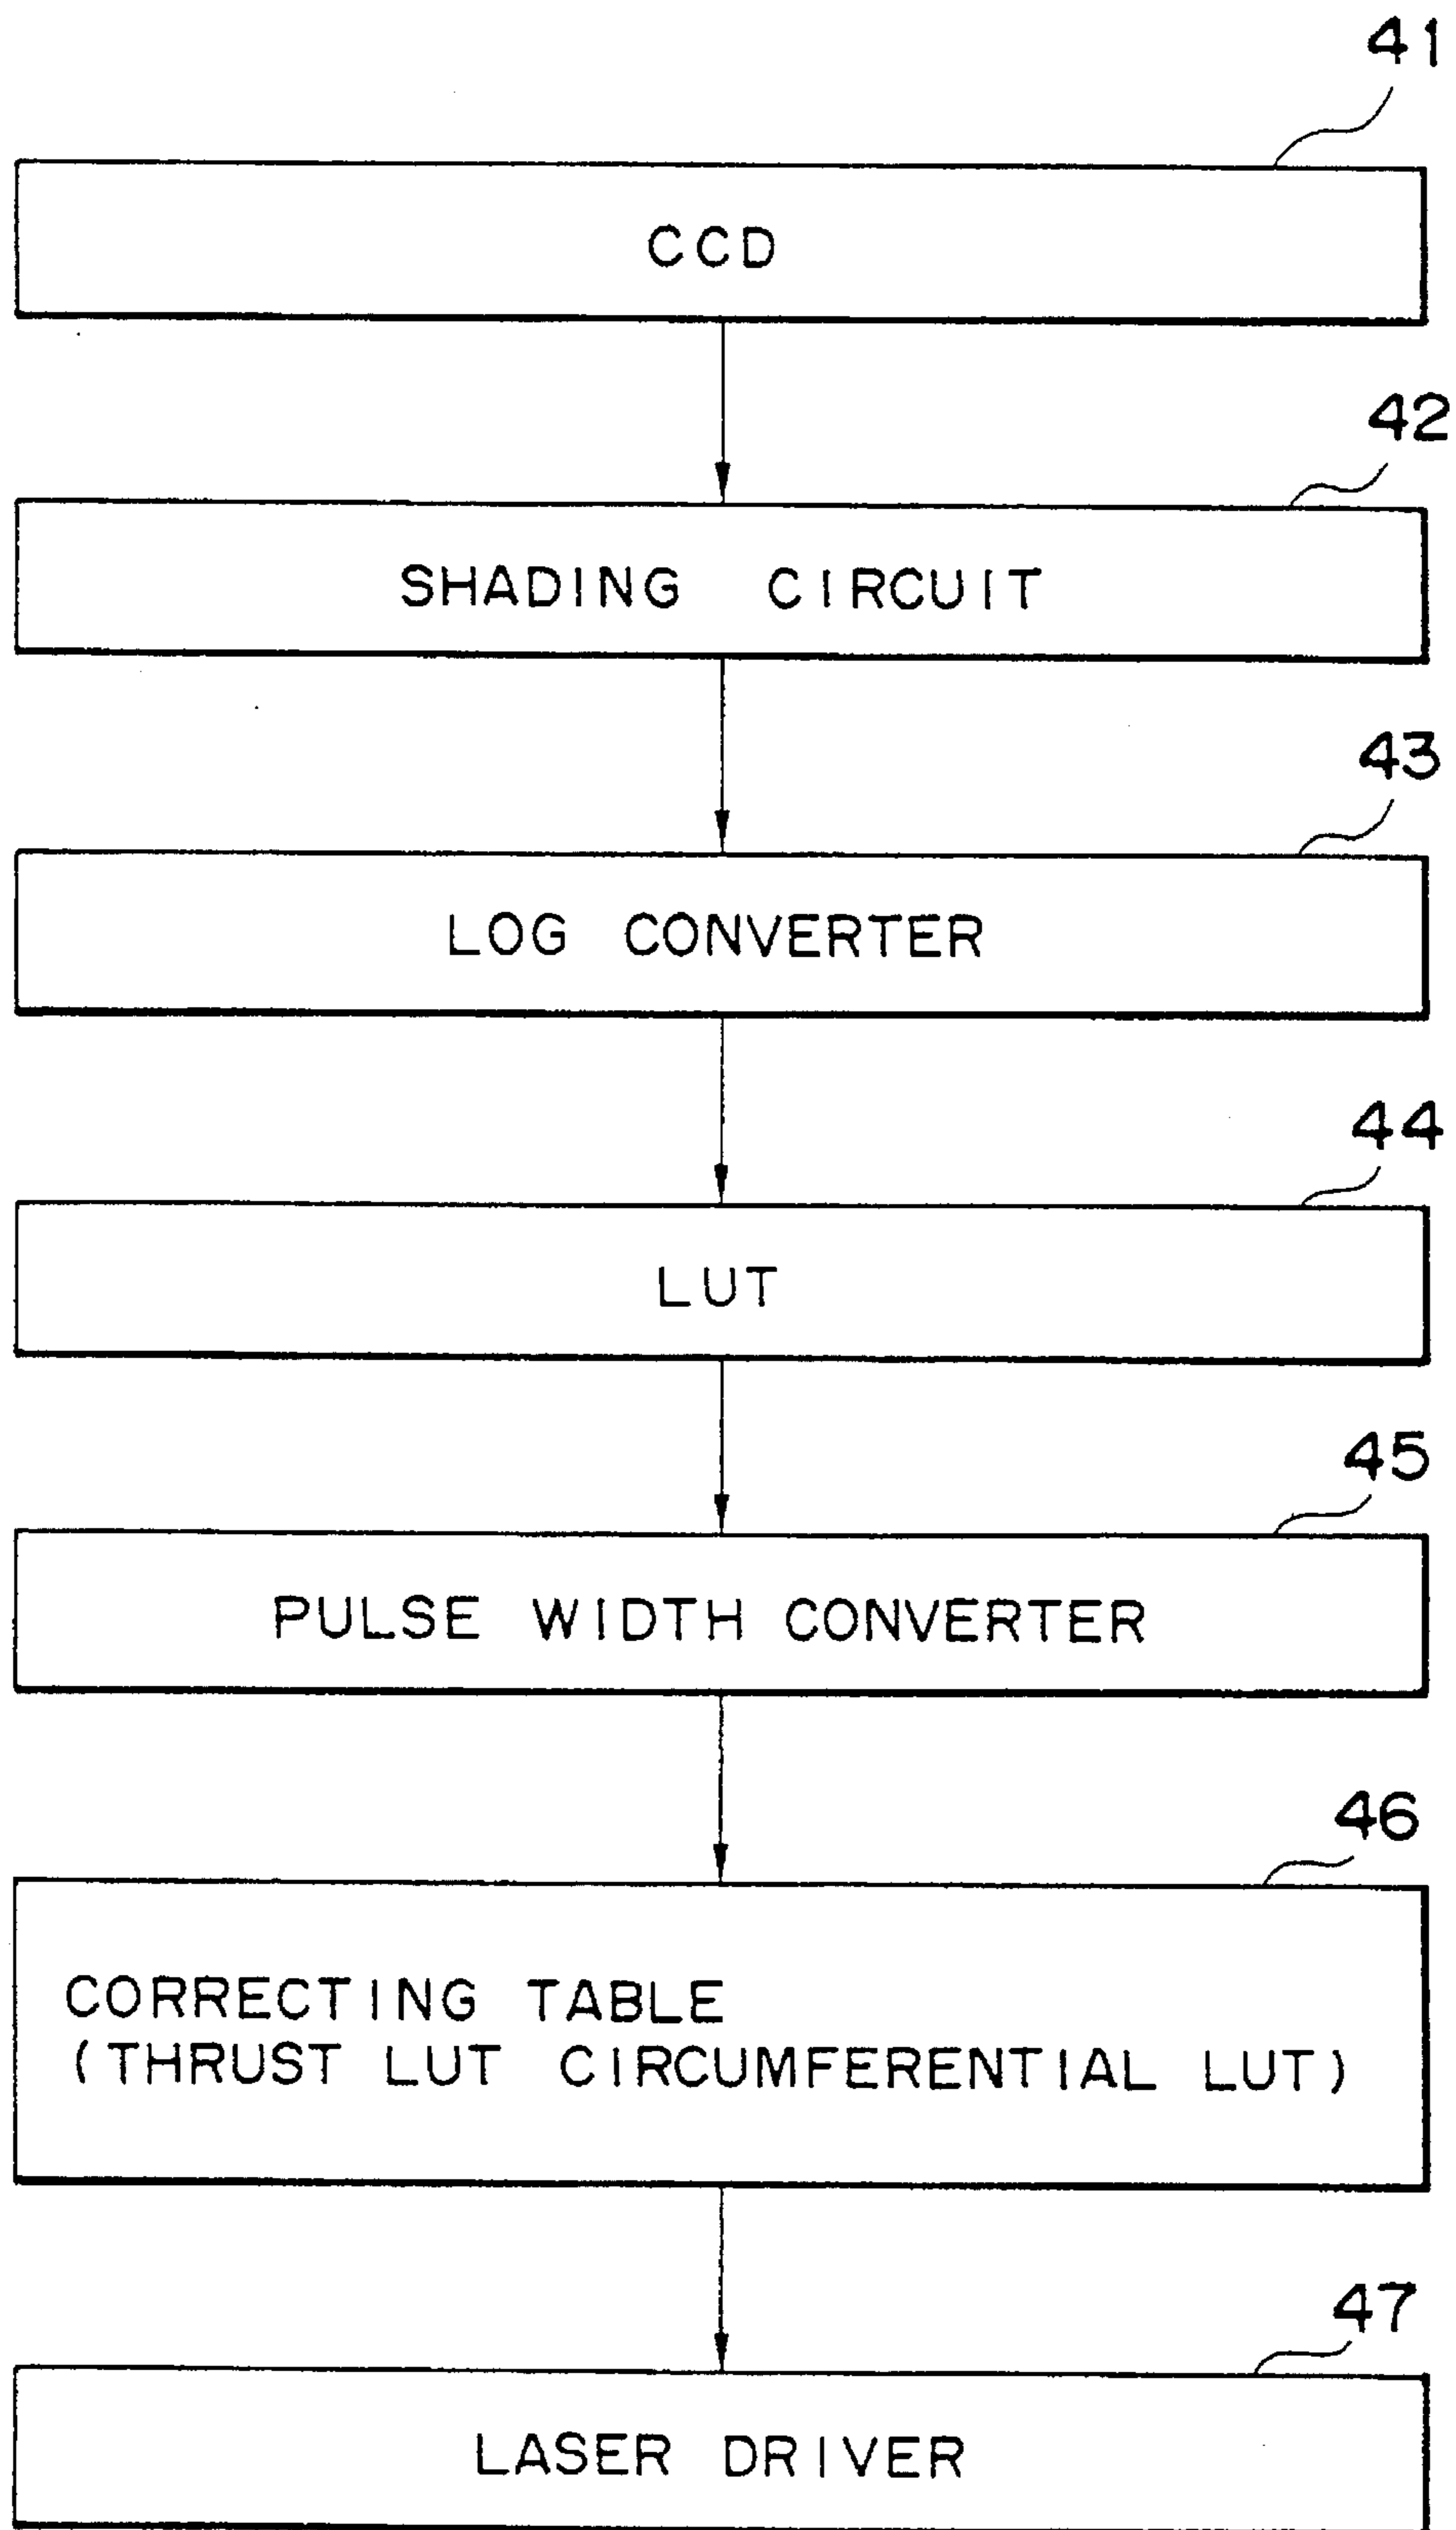 41
CCD
42
SHADING CIRCUIT
43
LOG CONVERTER
44
LUT
45
PULSE WIDTH CONVERTER
46
CORRECTING TABLE
(THRUST LUT CIRCUMFERENTIAL LUT)
47
LASER DRIVER